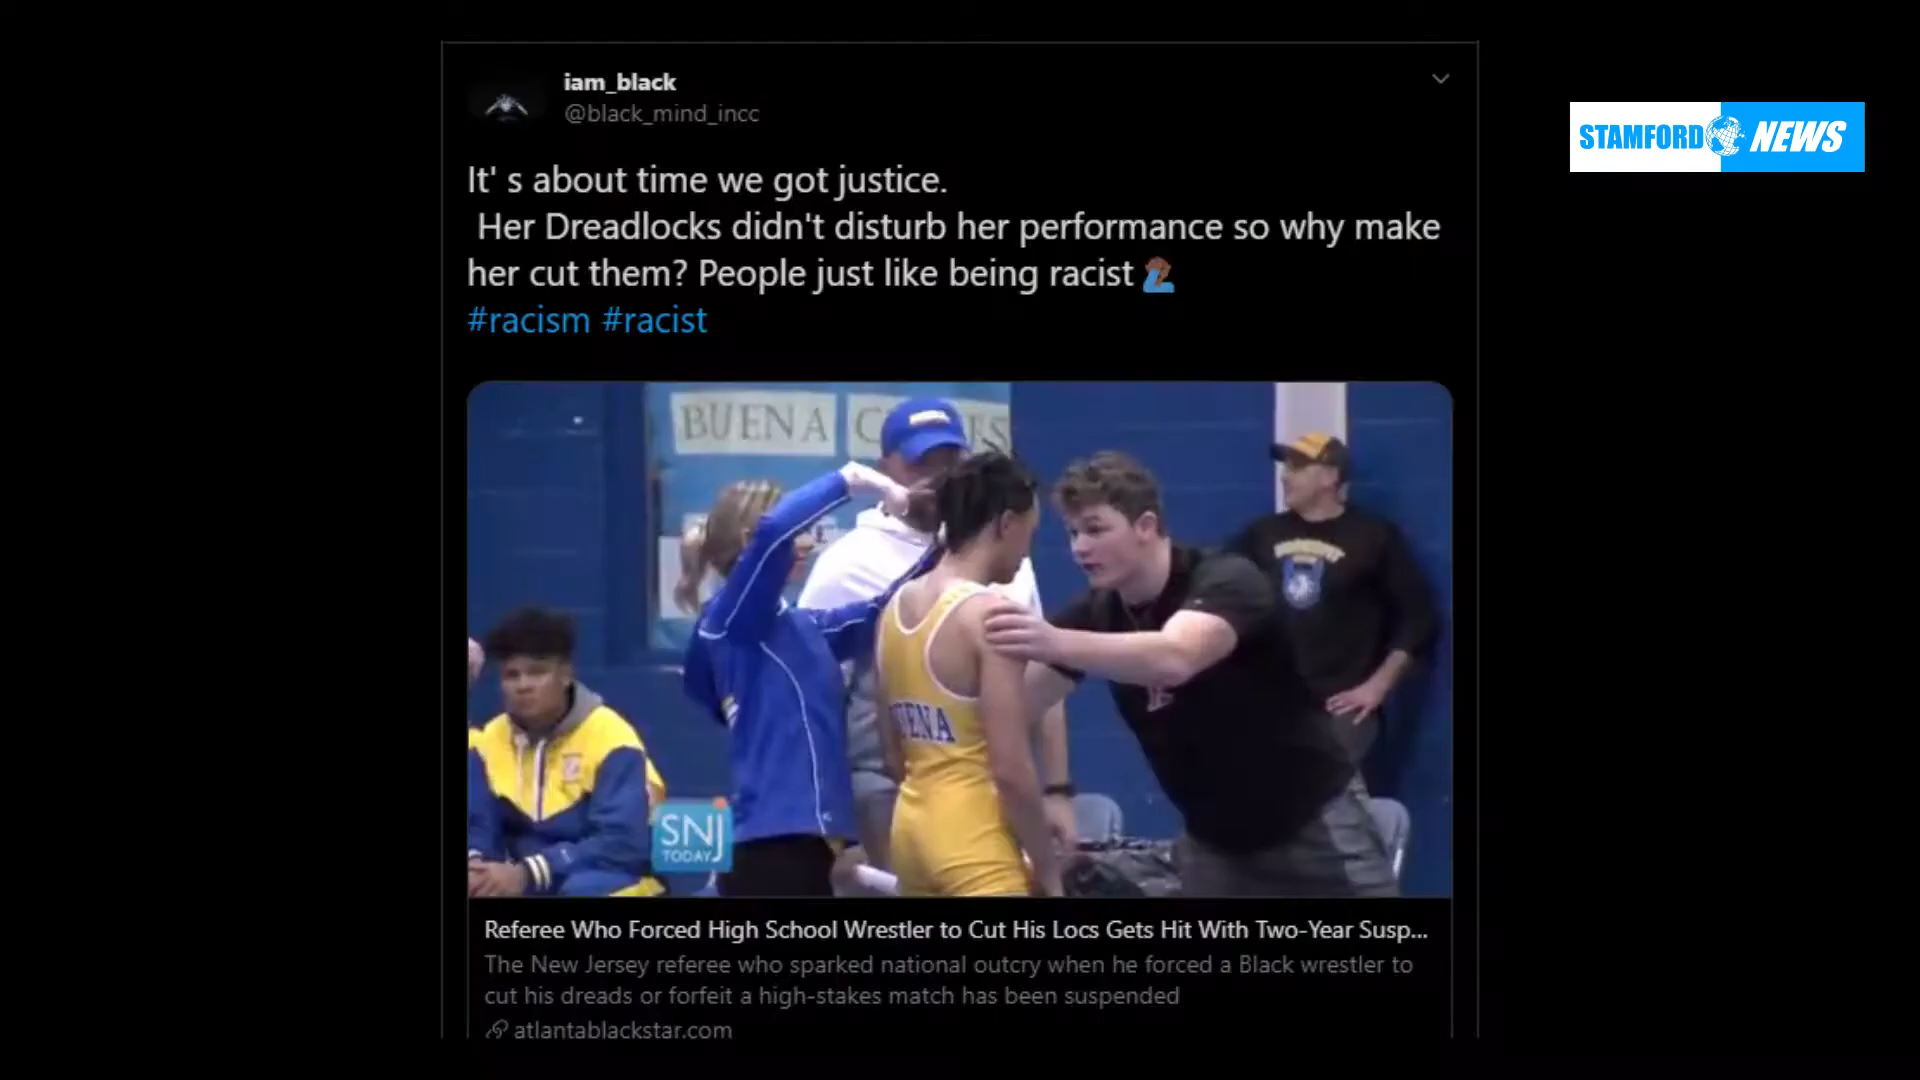 iam_black
@black_mind_incc
STAMFORD NEWS
It' s about time we got justice.
Her Dreadlocks didn't disturb her performance so why make
her cut them? People just like being racist
#racism #racist
BUENA
SNJ
TODAY
Referee Who Forced High School Wrestler to Cut His Locs Gets Hit With Two-Year Susp...
The New Jersey referee who sparked national outcry when he forced a Black wrestler to
cut his dreads or forfeit a high-stakes match has been suspended
atlantablackstar.com